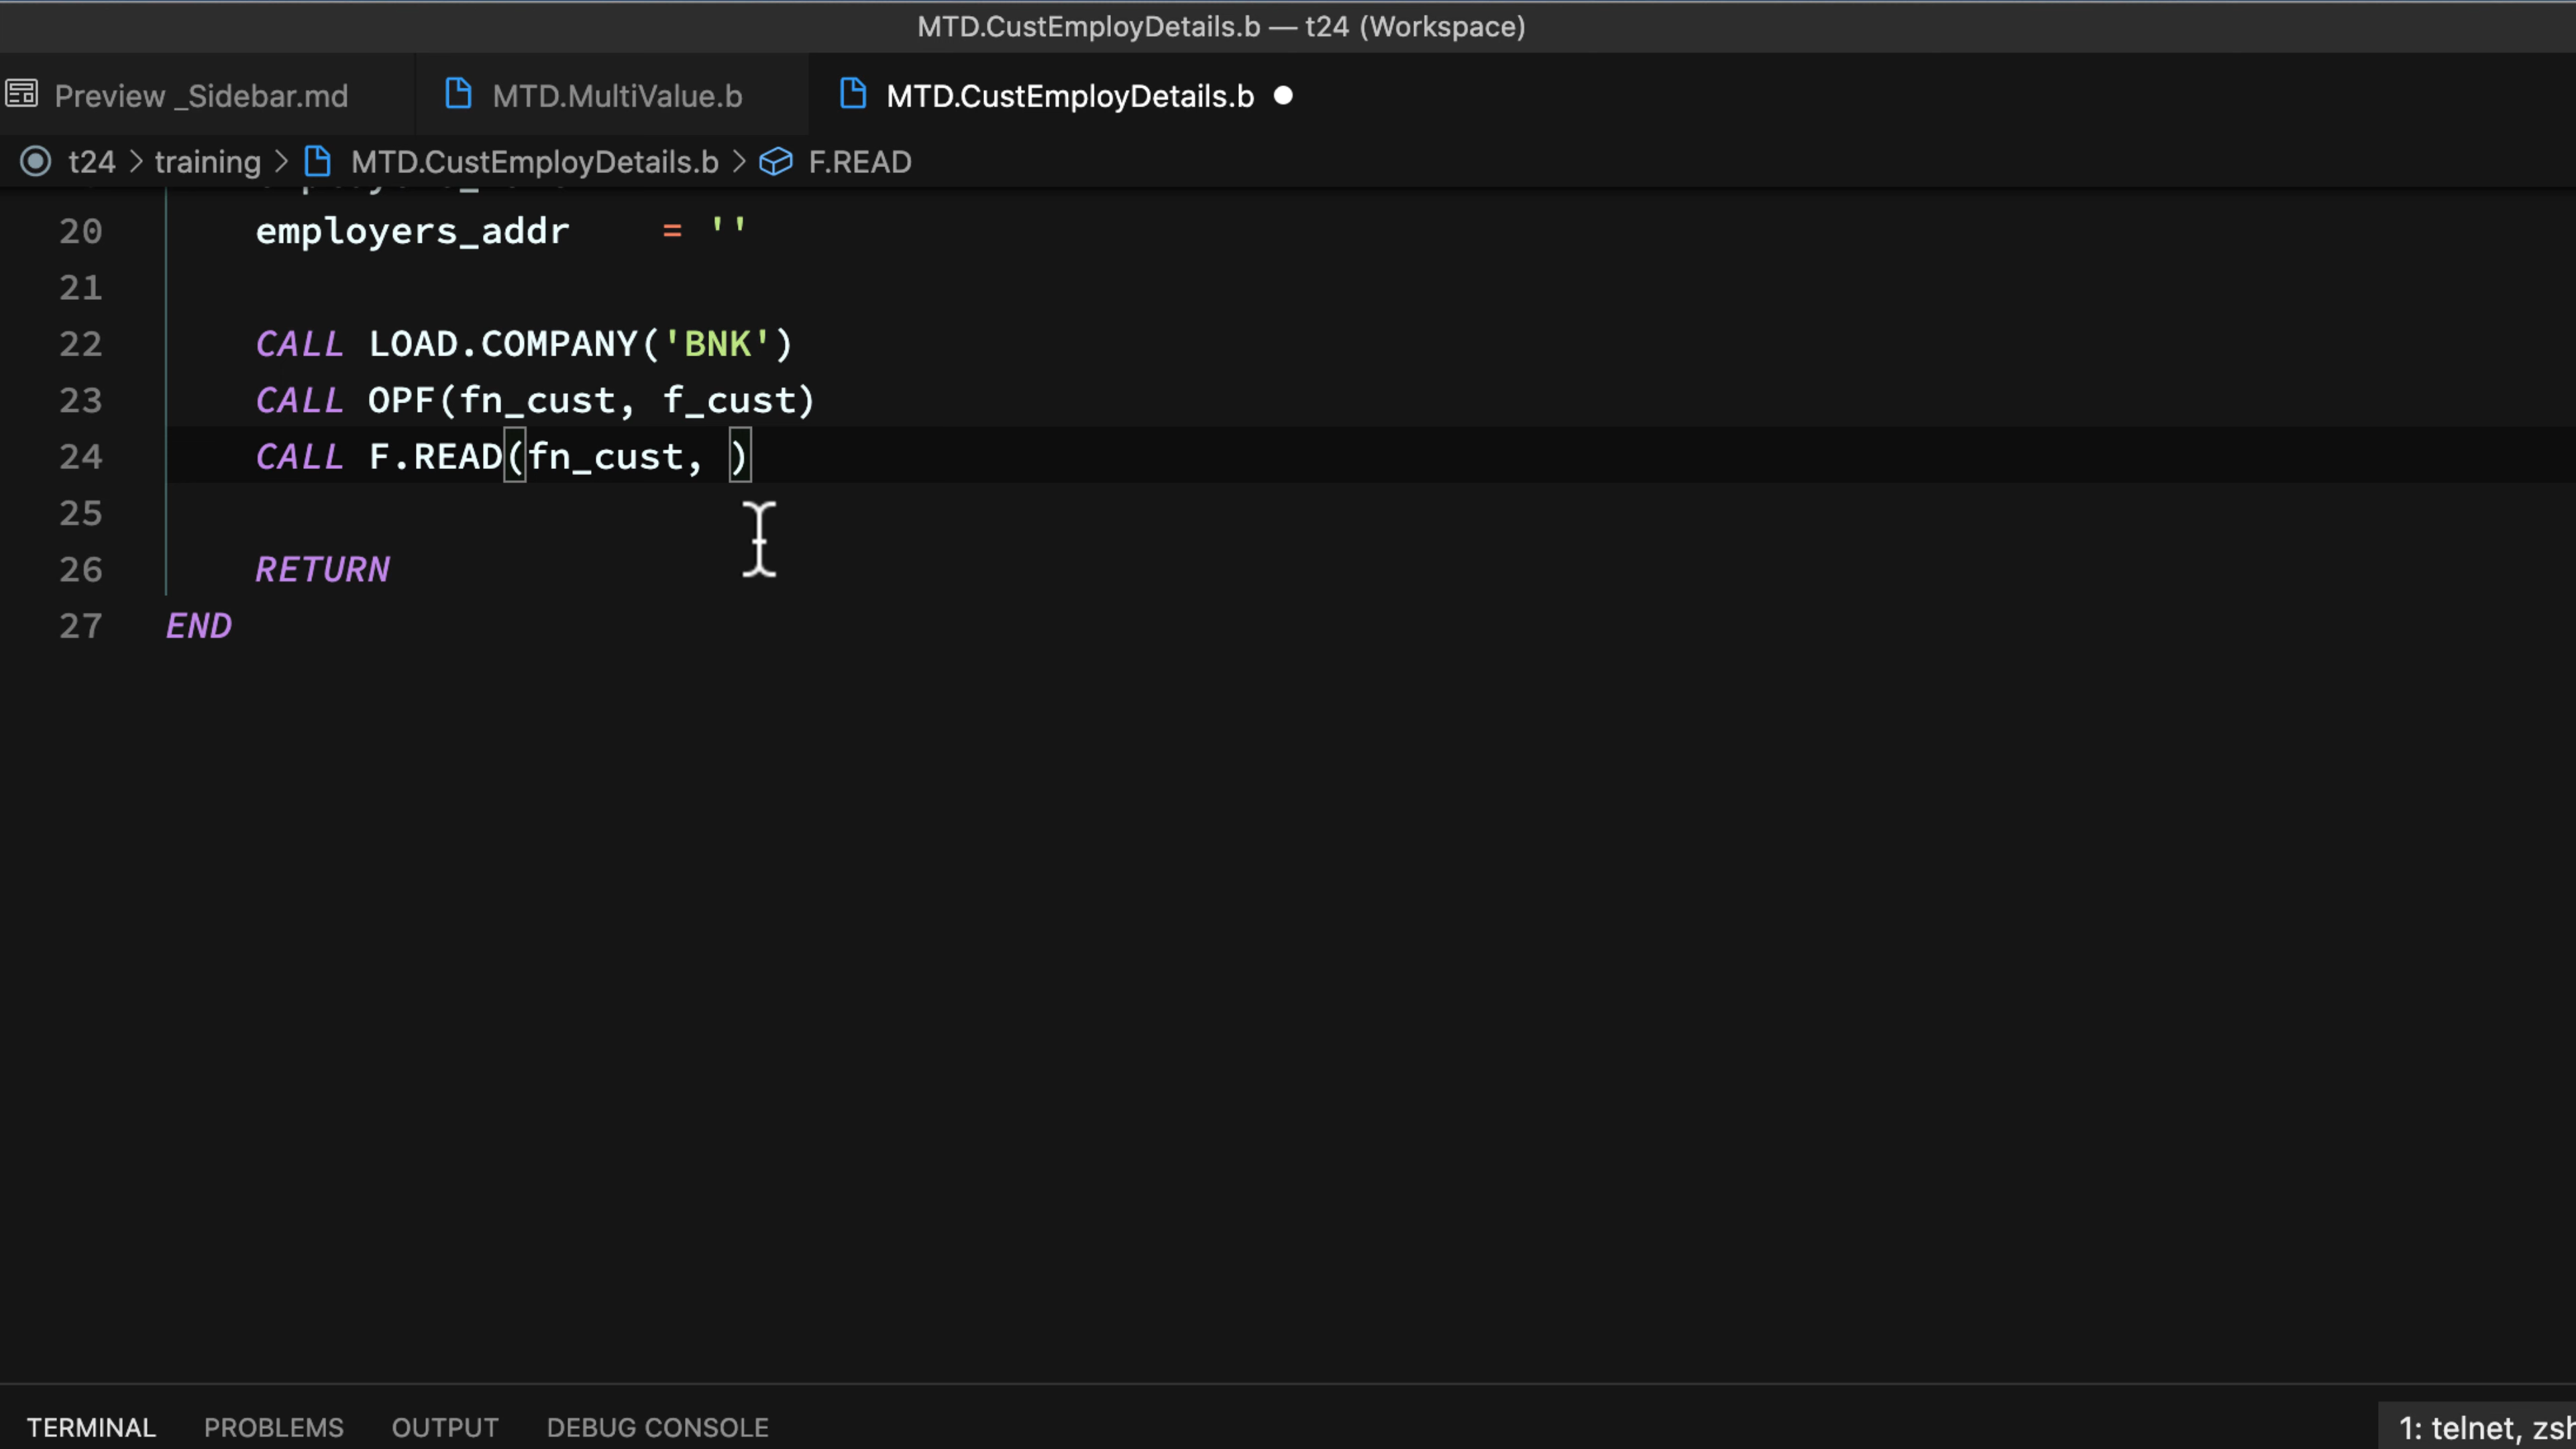 MTD.CustEmployDetails.b — t24 (Workspace)
Preview _Sidebar.md MTD.MultiValue.b MTD.CustEmployDetails.b
t24 > training > MTD.CustEmployDetails.b > F.READ
20 employers_addr = ''
21
22 CALL LOAD.COMPANY('BNK')
23 CALL OPF(fn_cust, f_cust)
24 CALL F.READ(fn_cust, )
25
26 RETURN
27 END
TERMINAL PROBLEMS OUTPUT DEBUG CONSOLE 1: telnet, zsh